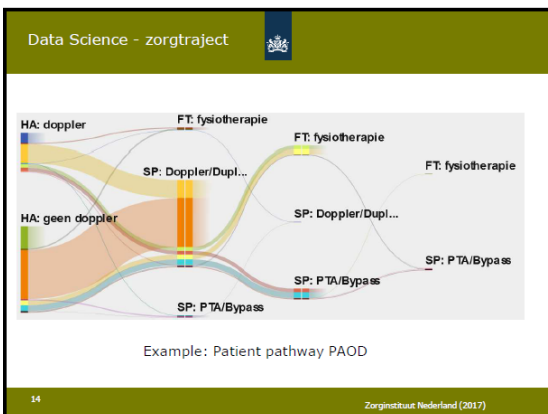 Data Science - zorgtraject
HA: doppler
FT: fysiotherapie
FT: fysiotherapie
FT: fysiotherapie
SP: Doppler/Dupl...
HA: geen doppler
SP: Doppler/Dupl...
SP: PTA/Bypass
SP: PTA/Bypass
SP: PTA/Bypass
Example: Patient pathway PAOD
14
Zorginstituut Nederland (2017)